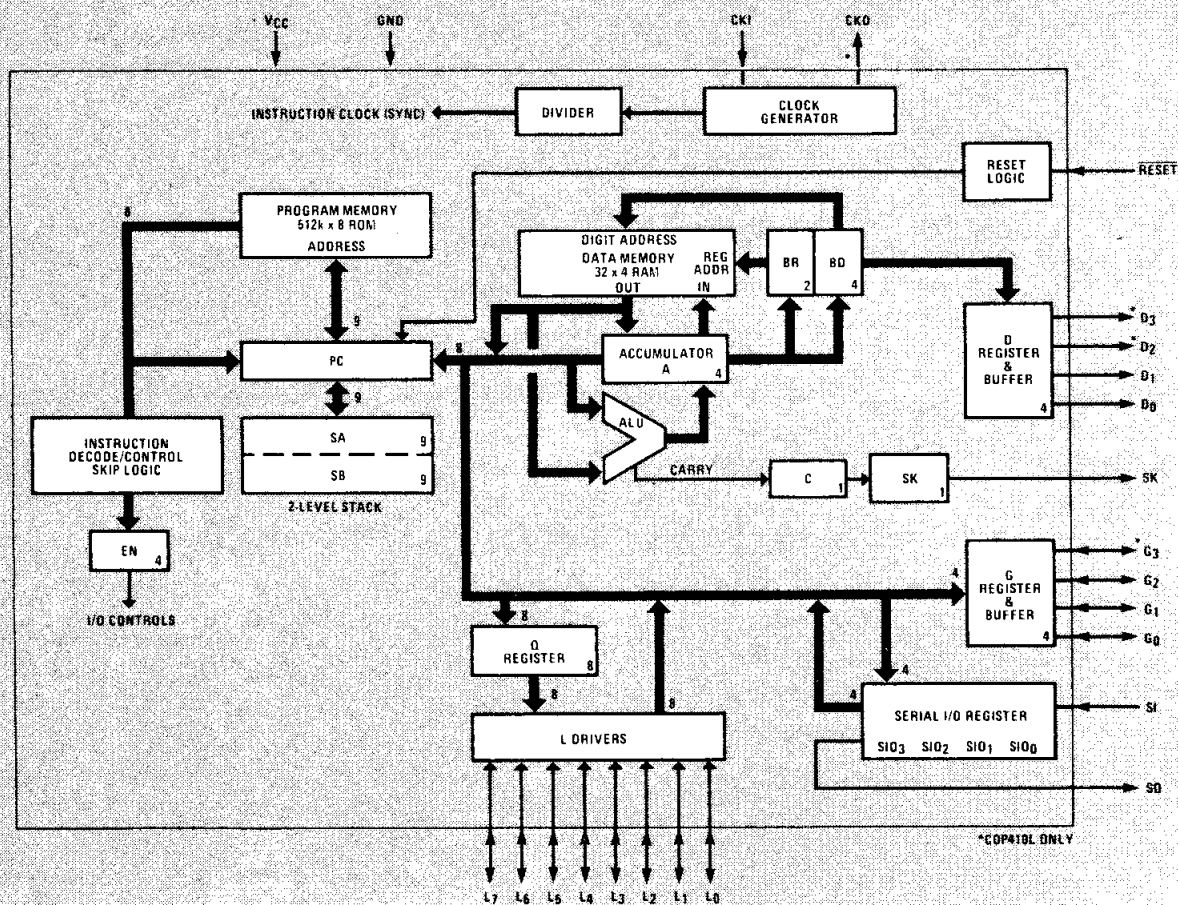 VCC GND CKI CKO
INSTRUCTION CLOCK (SYNC) DIVIDER CLOCK
GENERATOR
RESET
LOGIC
RESET
8
PROGRAM MEMORY
512k x 8 ROM
ADDRESS
9
DIGIT ADDRESS
DATA MEMORY
32 x 4 RAM
OUT
REG
ADDR
IN
BR
2
BD
4
PC
8
9
ACCUMULATOR
A
4
D
REGISTER
&
BUFFER
4
*D3
*D2
D1
D0
INSTRUCTION
DECODE/CONTROL
SKIP LOGIC
SA 9
SB 9
2-LEVEL STACK
ALU
CARRY
C
1
SK
1
SK
EN
4
I/O CONTROLS
4
G
REGISTER
&
BUFFER
4
*G3
G2
G1
G0
8
Q
REGISTER
8
8
8
L DRIVERS
4
4
SERIAL I/O REGISTER
SIO3 SIO2 SIO1 SIO0
SI
SO
*COP410L ONLY
L7 L6 L5 L4 L3 L2 L1 L0